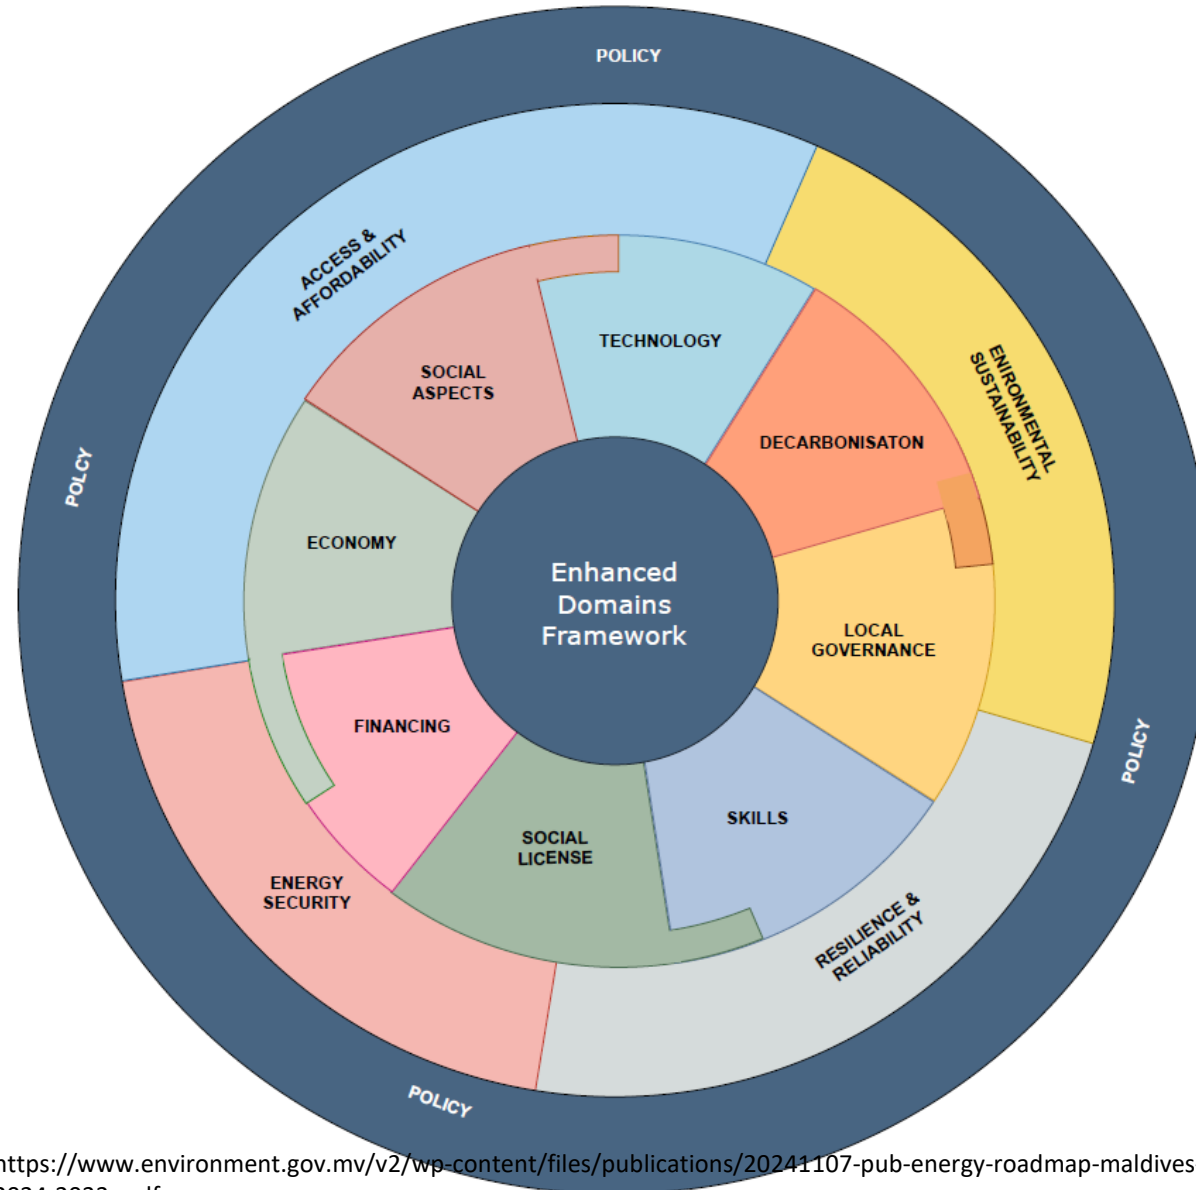 POLICY
ACCESS &
AFFORDABILITY
ENIRONMENTAL
SUSTAINABILITY
TECHNOLOGY
SOCIAL
ASPECTS
DECARBONISATON
POLCY
ECONOMY
Enhanced
Domains
Framework
LOCAL
GOVERNANCE
FINANCING
POLICY
SKILLS
SOCIAL
LICENSE
ENERGY
SECURITY
RESILIENCE &
RELIABILITY
POLICY
https://www.environment.gov.mv/v2/wp-content/files/publications/20241107-pub-energy-roadmap-maldives